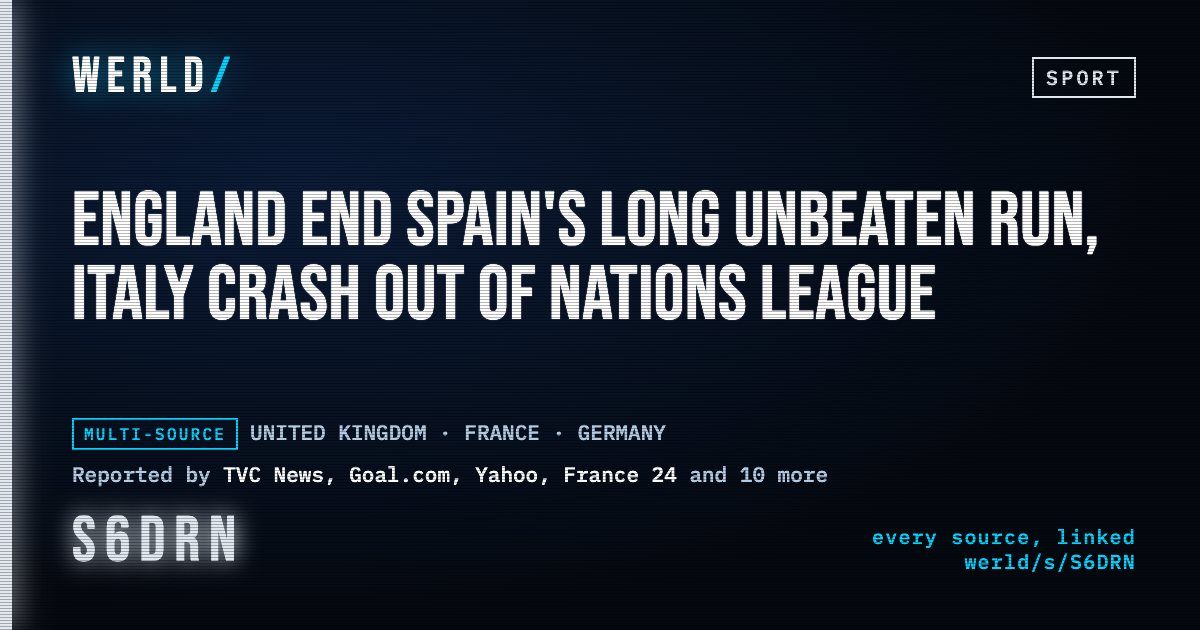 WERLD/
SPORT
ENGLAND END SPAIN'S LONG UNBEATEN RUN,
ITALY CRASH OUT OF NATIONS LEAGUE
MULTI-SOURCE UNITED KINGDOM · FRANCE · GERMANY
Reported by TVC News, Goal.com, Yahoo, France 24 and 10 more
S6DRN
every source, linked
werld/s/S6DRN